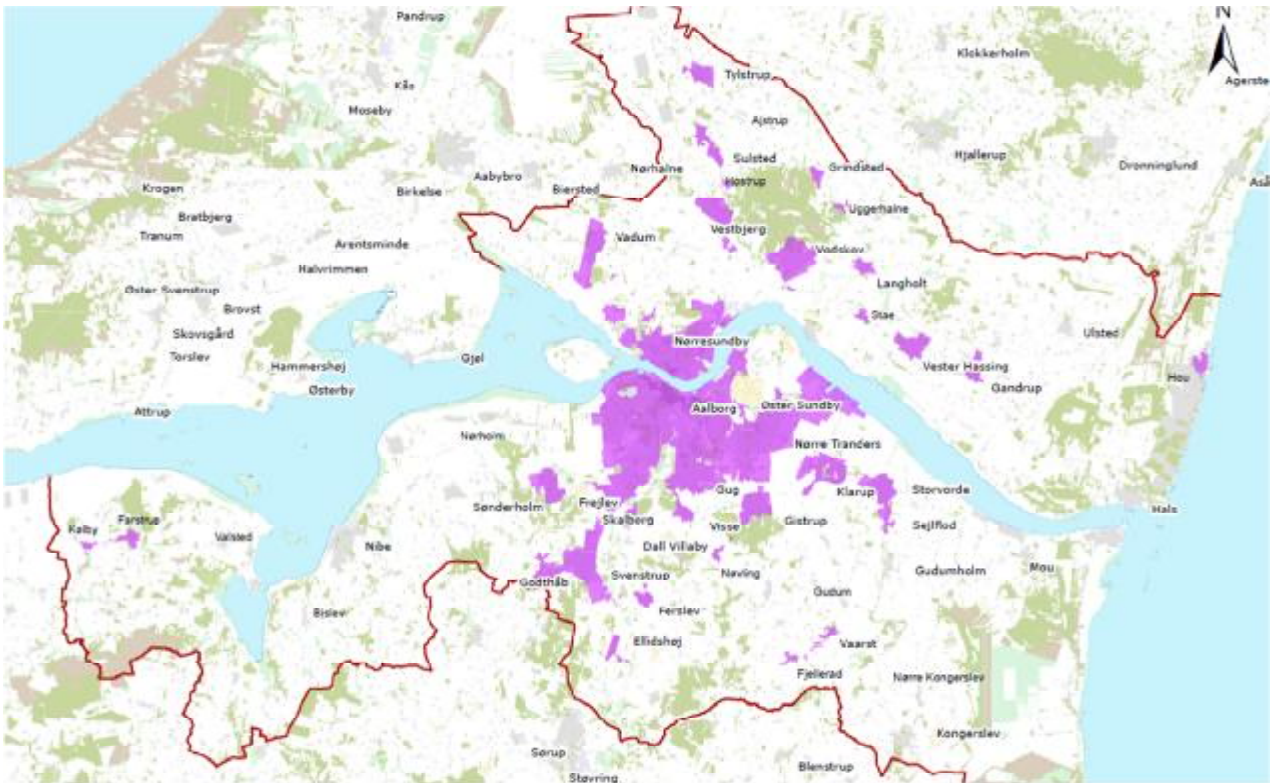 N
Pandrup
Klokkerholm
Tylstrup
Agerste
Kås
Moseby
Ajstrup
Sulsted
Hjallerup
Dronninglund
Nørhalne
Grindsted
Aabybro
Hostrup
Aså
Krogen
Birkelse
Biersted
Uggerhalne
Bratbjerg
Vestbjerg
Tranum
Vadum
Arentsminde
Vodskov
Halvrimmen
Langholt
Øster Svenstrup
Brovst
Stae
Skovsgård
Ulsted
Nørresundby
Torslev
Gjøl
Hammershøj
Vester Hassing
Hou
Østerby
Gandrup
Attrup
Aalborg
Øster Sundby
Nørholm
Nørre Tranders
Gug
Klarup
Storvorde
Sønderholm
Frejlev
Hals
Skalborg
Visse
Gistrup
Sejlflod
Kølby
Farstrup
Valsted
Nibe
Dall Villaby
Mou
Godthåb
Svenstrup
Nøvling
Gudumholm
Gudum
Bislev
Ferslev
Ellidshøj
Vaarst
Fjellerad
Nørre Kongerslev
Kongerslev
Sørup
Blenstrup
Støvring